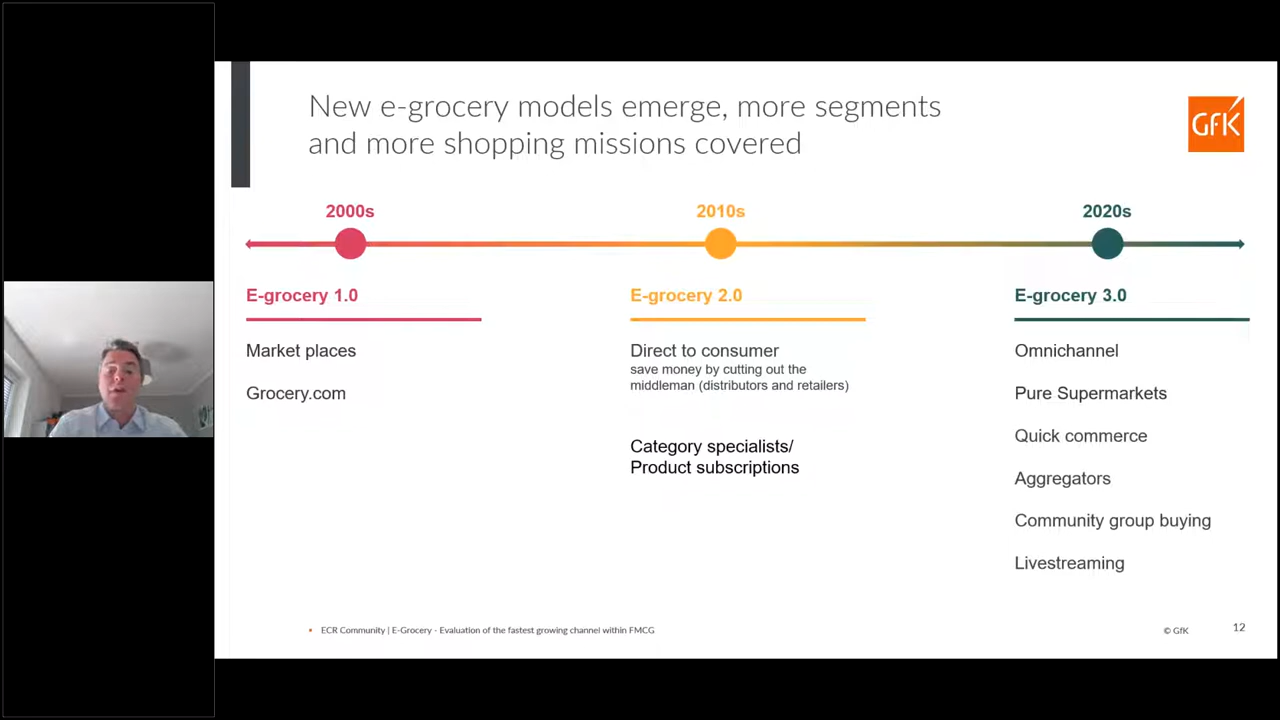 New e-grocery models emerge, more segments
and more shopping missions covered
GfK
2000s
2010s
2020s
E-grocery 1.0
Market places
Grocery.com
E-grocery 2.0
Direct to consumer
save money by cutting out the
middleman (distributors and retailers)
Category specialists/
Product subscriptions
E-grocery 3.0
Omnichannel
Pure Supermarkets
Quick commerce
Aggregators
Community group buying
Livestreaming
• ECR Community | E-Grocery - Evaluation of the fastest growing channel within FMCG
© GfK
12